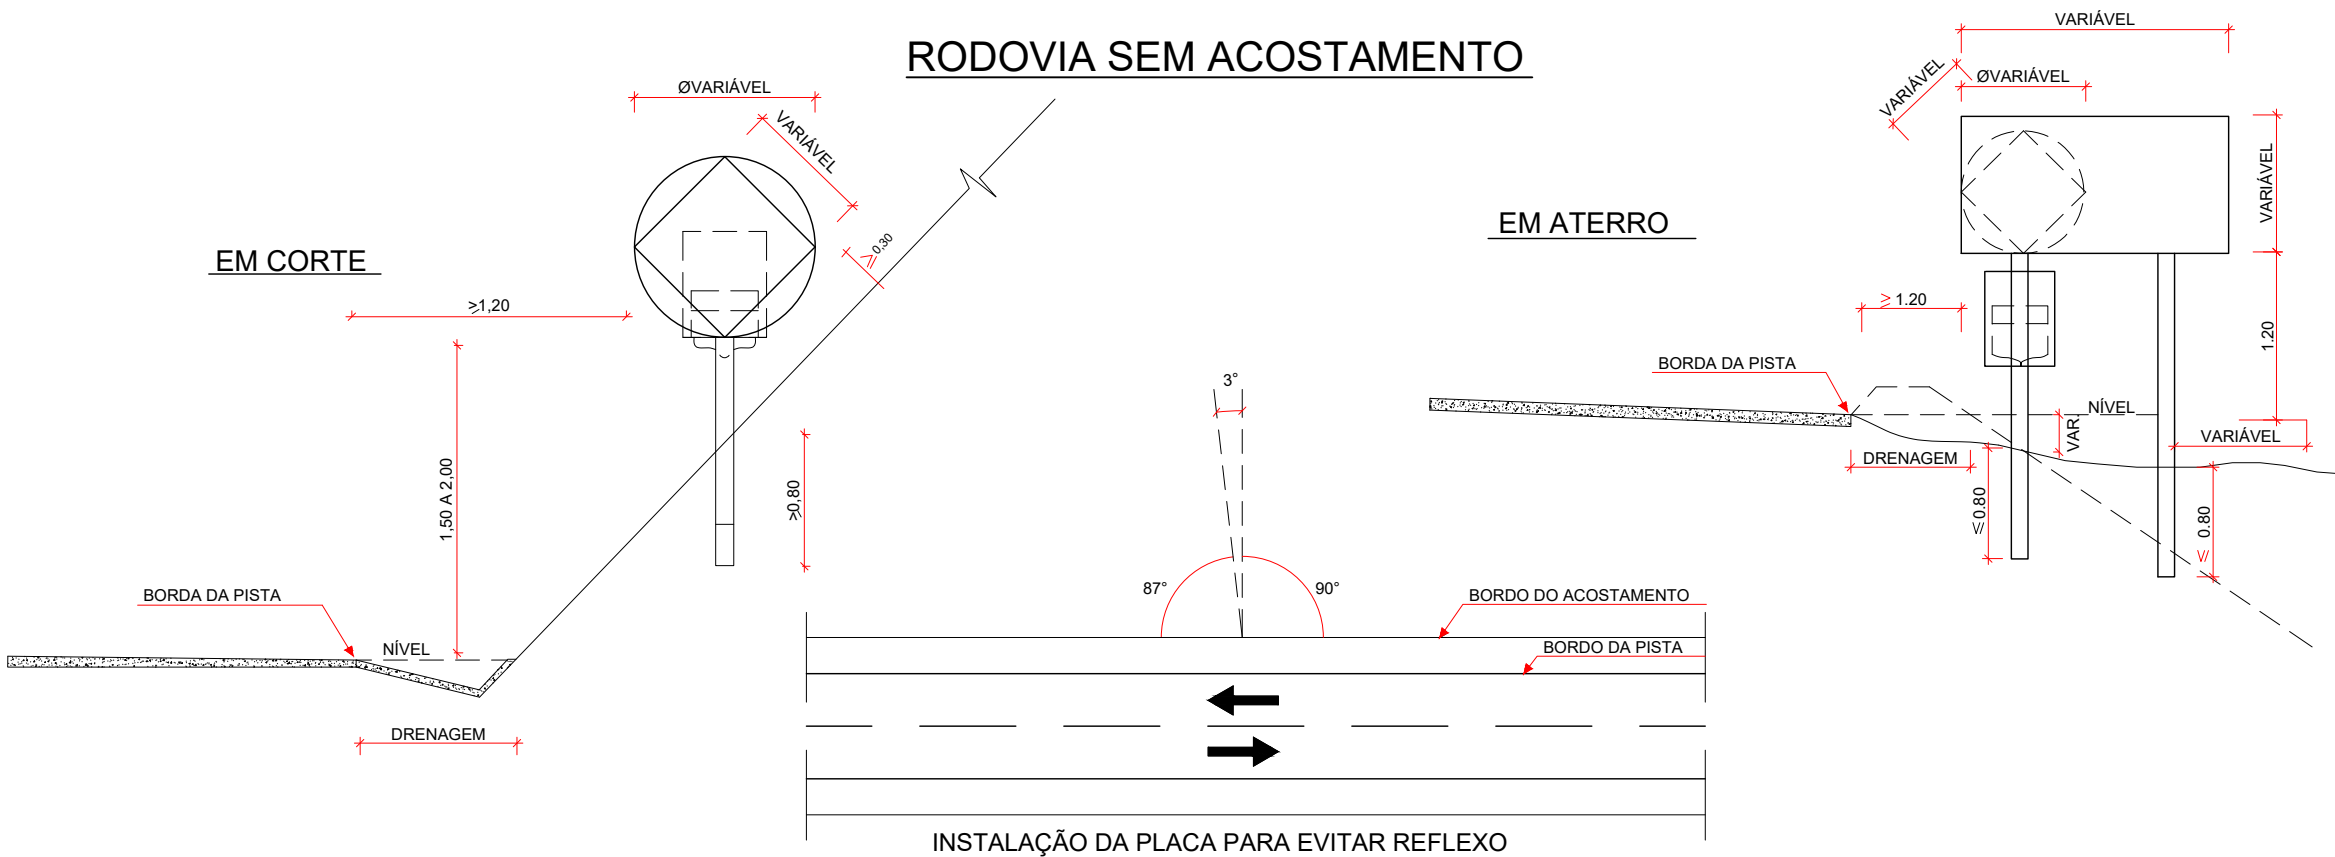 RODOVIA SEM ACOSTAMENTO
EM CORTE
ØVARIÁVEL
VARIÁVEL
≥0,30
≥1,20
1,50 A 2,00
≥0,80
BORDA DA PISTA
NÍVEL
DRENAGEM
3°
87°
90°
BORDO DO ACOSTAMENTO
BORDO DA PISTA
INSTALAÇÃO DA PLACA PARA EVITAR REFLEXO
EM ATERRO
VARIÁVEL
VARIÁVEL
ØVARIÁVEL
VARIÁVEL
≥ 1.20
1.20
BORDA DA PISTA
NÍVEL
VAR.
VARIÁVEL
DRENAGEM
≤ 0.80
≤ 0.80